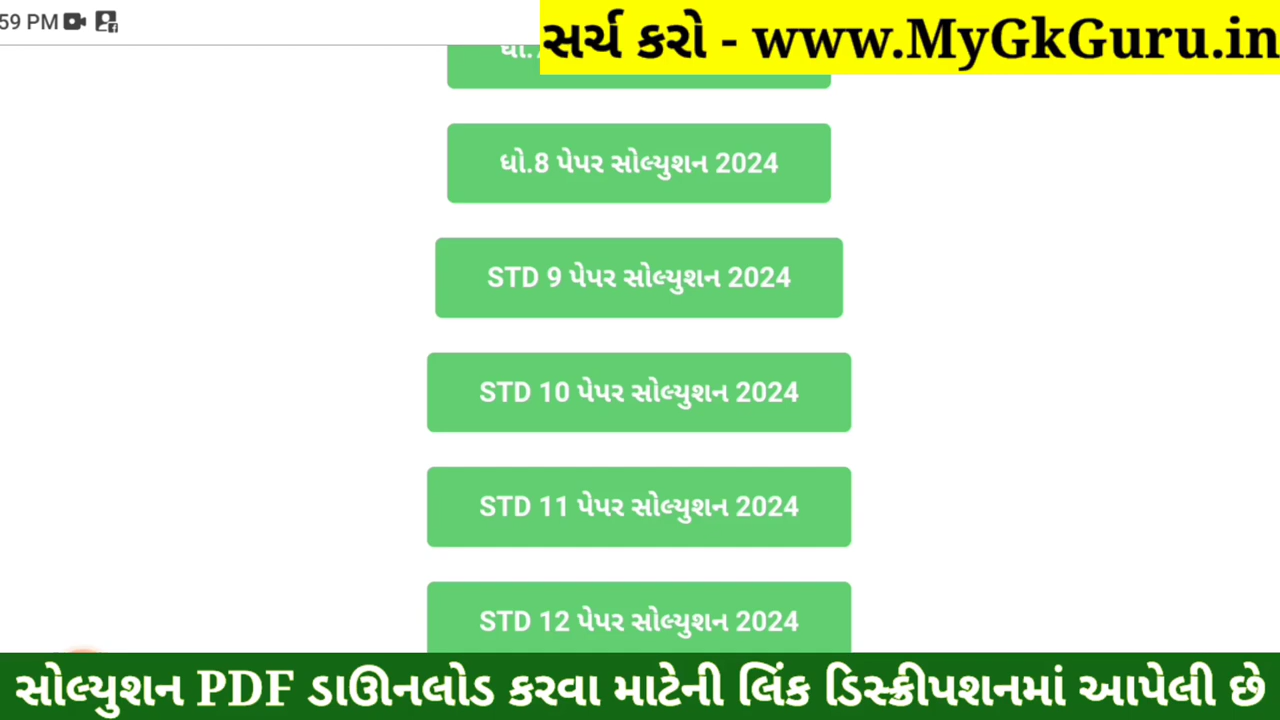 59 PM
સર્ચ કરો - www.MyGkGuru.in
ધો.8 પેપર સોલ્યુશન 2024
STD 9 પેપર સોલ્યુશન 2024
STD 10 પેપર સોલ્યુશન 2024
STD 11 પેપર સોલ્યુશન 2024
STD 12 પેપર સોલ્યુશન 2024
સોલ્યુશન PDF ડાઊનલોડ કરવા માટેની લિંક ડિસ્ક્રીપશનમાં આપેલી છે